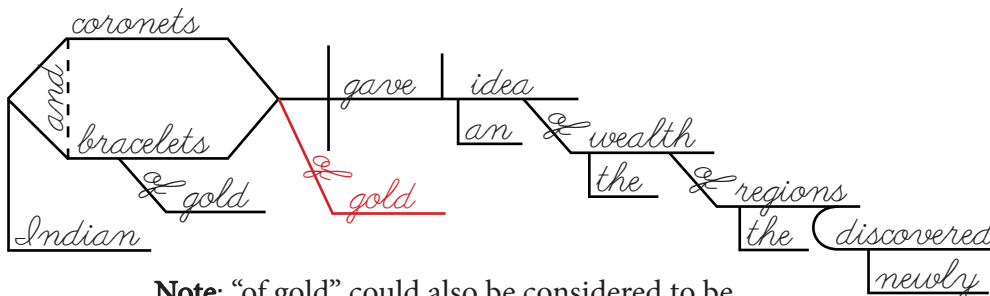 coronets
and
gave idea
an
of wealth
bracelets
of gold
of gold
the
of regions
Indian
the
discovered
newly
Note: “of gold” could also be considered to be